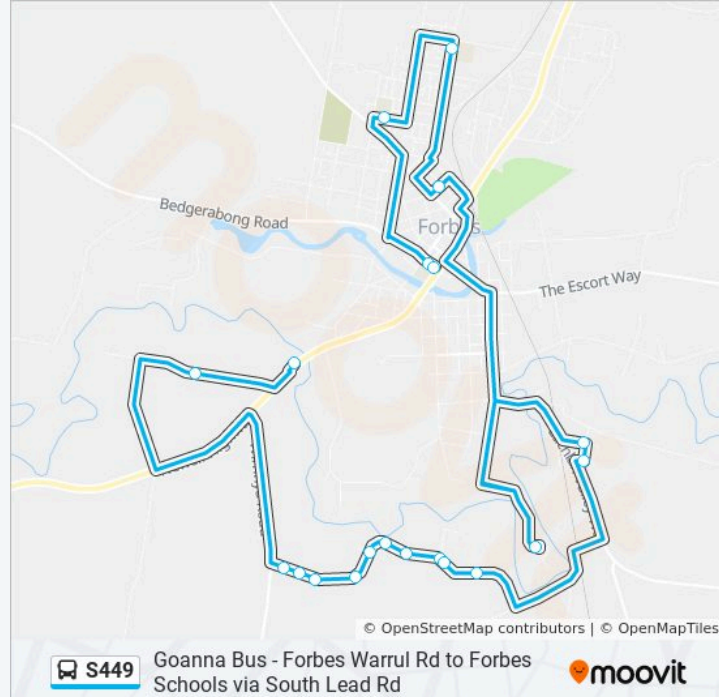 Bedgerabong Road
Forbes
The Escort Way
© OpenStreetMap contributors | © OpenMapTiles
S449
Goanna Bus - Forbes Warrul Rd to Forbes
Schools via South Lead Rd
moovit